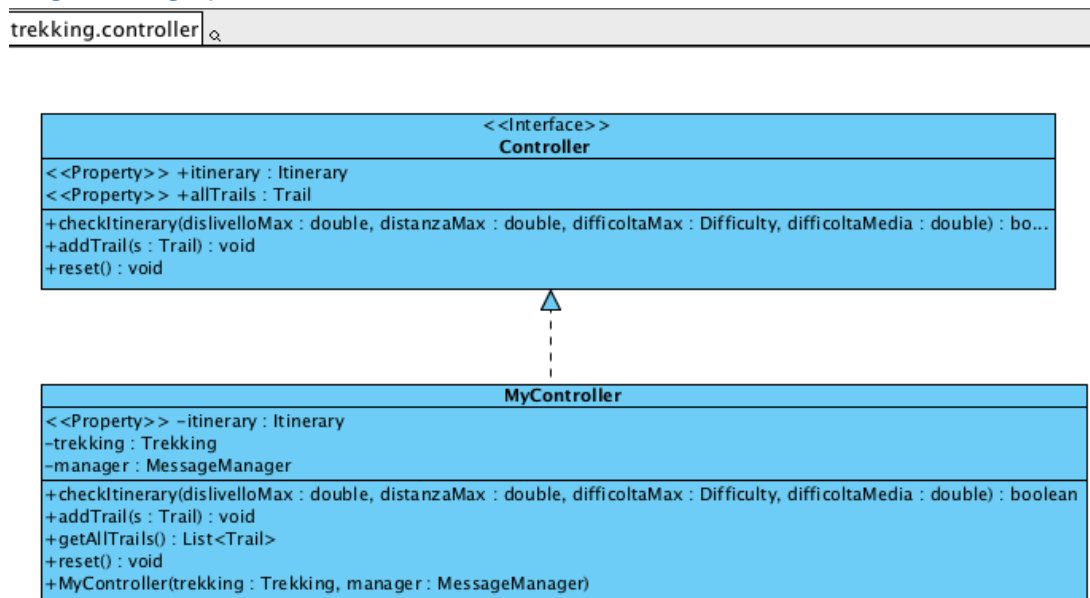 trekking.controller
<<Interface>>
Controller
<<Property>> +itinerary : Itinerary
<<Property>> +allTrails : Trail
+checkItinerary(dislivelloMax : double, distanzaMax : double, difficoltaMax : Difficulty, difficoltaMedia : double) : bo...
+addTrail(s : Trail) : void
+reset() : void
MyController
<<Property>> -itinerary : Itinerary
-trekking : Trekking
-manager : MessageManager
+checkItinerary(dislivelloMax : double, distanzaMax : double, difficoltaMax : Difficulty, difficoltaMedia : double) : boolean
+addTrail(s : Trail) : void
+getAllTrails() : List<Trail>
+reset() : void
+MyController(trekking : Trekking, manager : MessageManager)